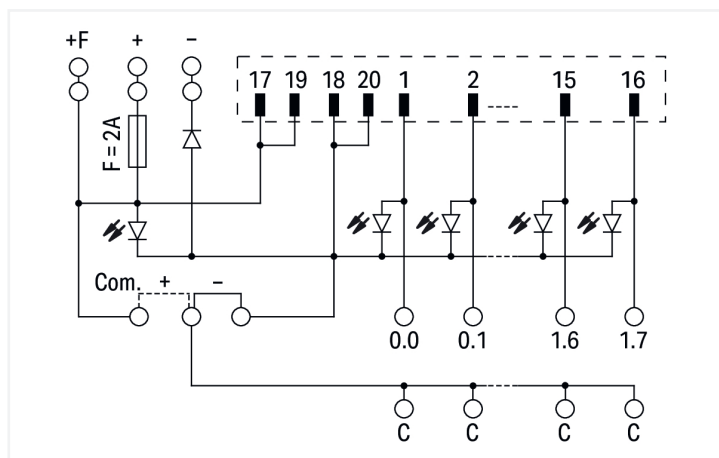 +F + −
17 19 18 20 1 2 15 16
F = 2A
Com. + −
0.0 0.1 1.6 1.7
C C C C